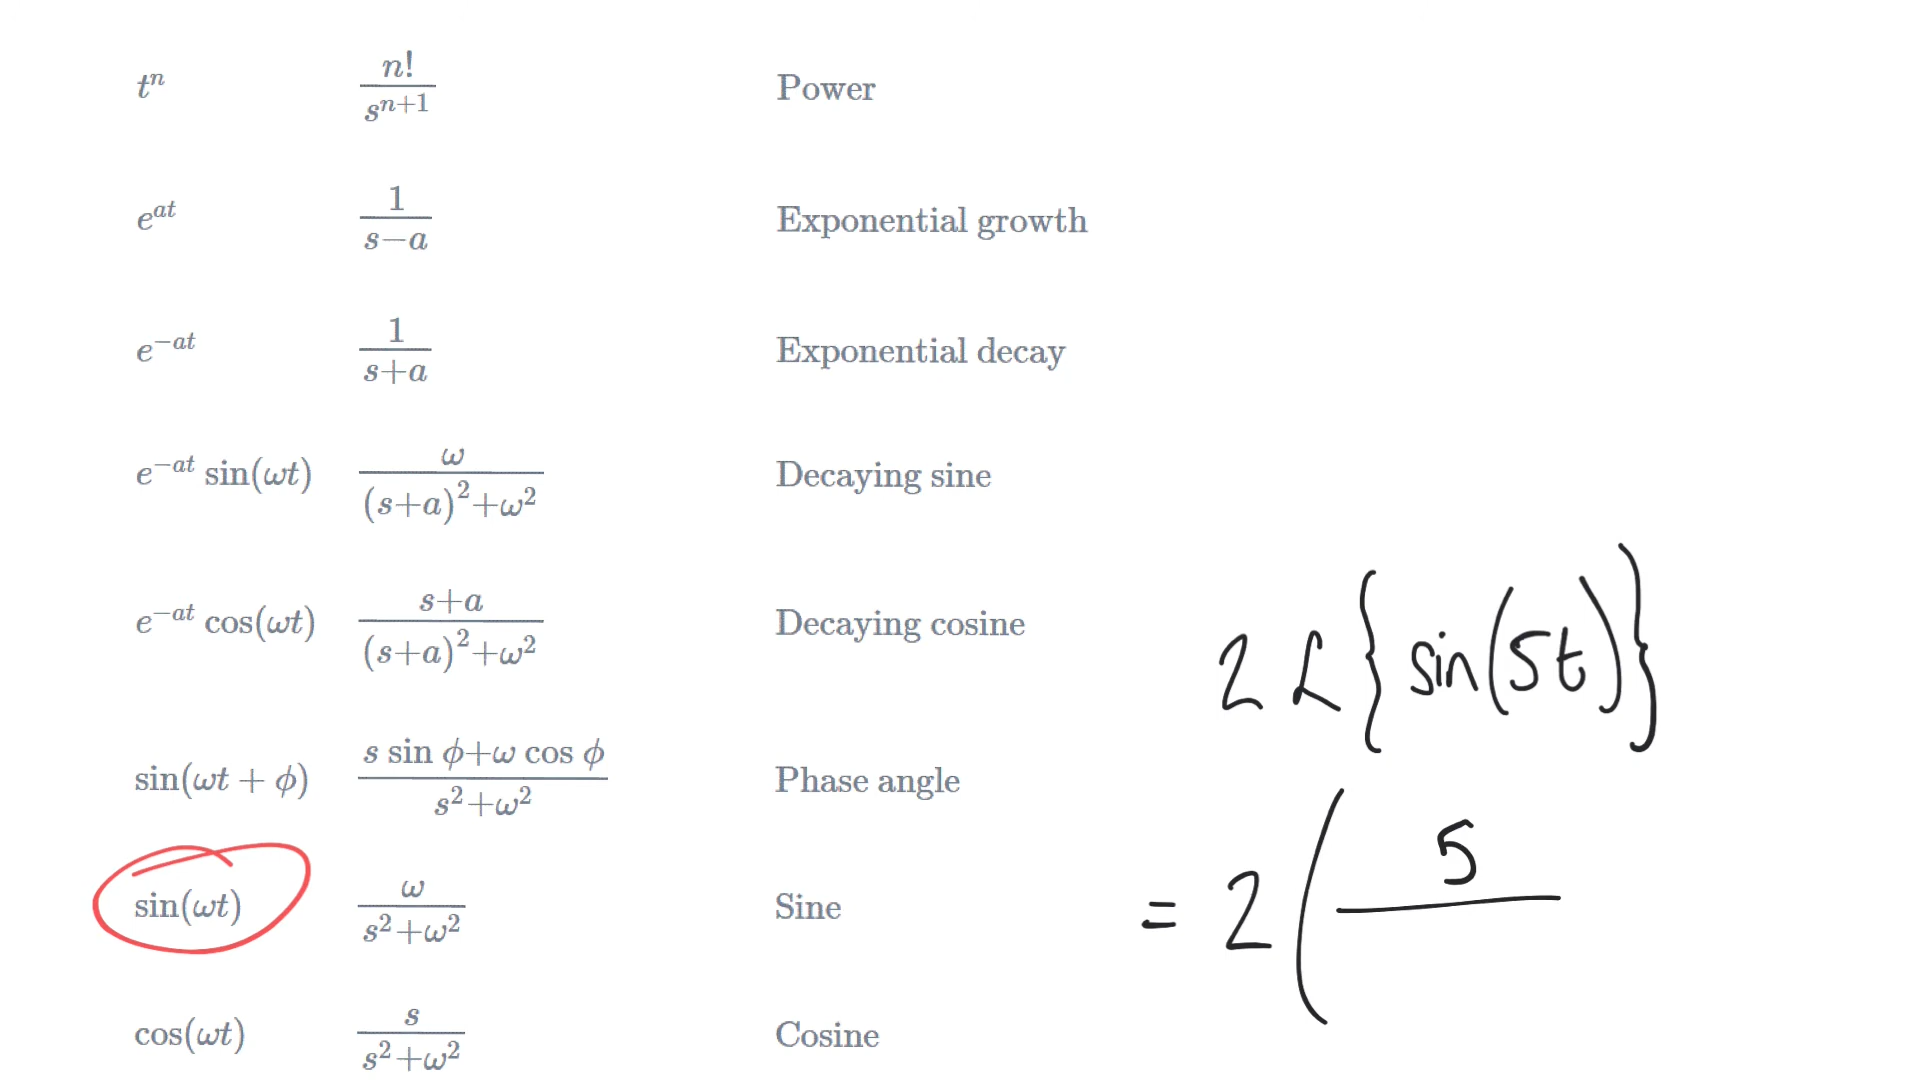 tⁿ n!/sⁿ⁺¹ Power
e^{at} 1/(s−a) Exponential growth
e^{−at} 1/(s+a) Exponential decay
e^{−at} sin(ωt) ω/((s+a)²+ω²) Decaying sine
e^{−at} cos(ωt) (s+a)/((s+a)²+ω²) Decaying cosine
2 ℒ{sin(5t)}
sin(ωt + ϕ) (s sin ϕ+ω cos ϕ)/(s²+ω²) Phase angle
sin(ωt) ω/(s²+ω²) Sine
= 2 ( 5/
cos(ωt) s/(s²+ω²) Cosine